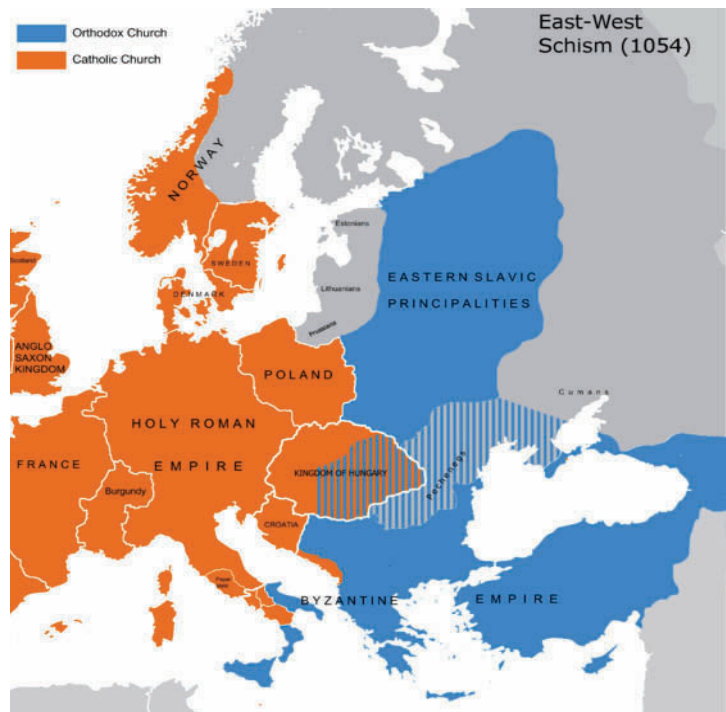 East-West
Schism (1054)
Orthodox Church
Catholic Church
NORWAY
Estonians
Scotland
SWEDEN
EASTERN SLAVIC
PRINCIPALITIES
Lithuanians
DENMARK
Prussians
ANGLO
SAXON
KINGDOM
POLAND
Cumans
HOLY ROMAN
EMPIRE
FRANCE
KINGDOM OF HUNGARY
Pechenegs
Burgundy
CROATIA
Papal
BYZANTINE
EMPIRE